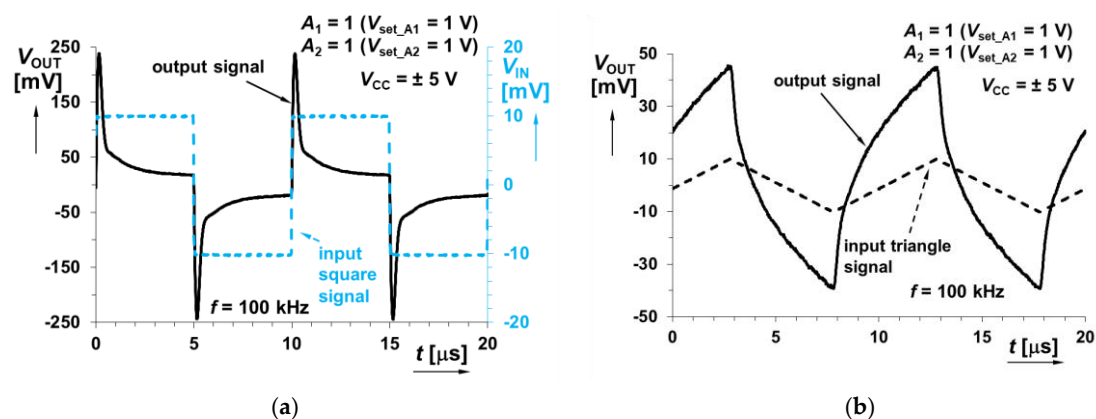 A1 = 1 (Vset_A1 = 1 V)
A2 = 1 (Vset_A2 = 1 V)
VCC = ± 5 V
VOUT
[mV]
VIN
[mV]
output signal
input
square
signal
f = 100 kHz
250
150
50
-50
-150
-250
20
10
0
-10
-20
0
5
10
15
20
t [µs]
(a)
A1 = 1 (Vset_A1 = 1 V)
A2 = 1 (Vset_A2 = 1 V)
VCC = ± 5 V
VOUT
[mV]
output signal
input triangle
signal
f = 100 kHz
50
30
10
-10
-30
-50
0
5
10
15
20
t [µs]
(b)